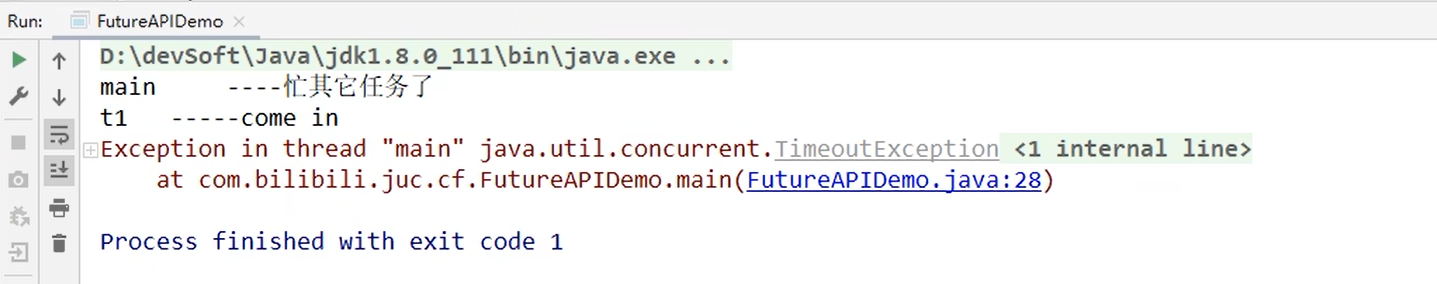 Run: FutureAPIDemo ×
D:\devSoft\Java\jdk1.8.0_111\bin\java.exe ...
main ----忙其它任务了
t1 -----come in
Exception in thread "main" java.util.concurrent.TimeoutException <1 internal line>
at com.bilibili.juc.cf.FutureAPIDemo.main(FutureAPIDemo.java:28)
Process finished with exit code 1